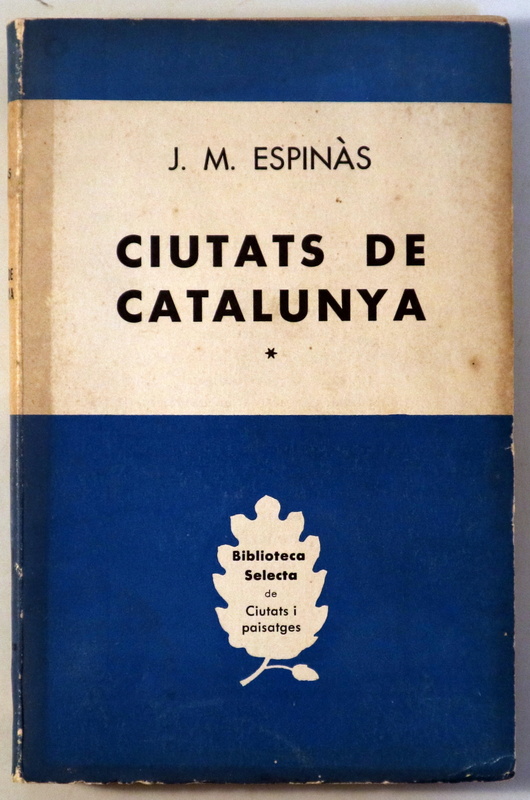 J. M. ESPINÀS
CIUTATS DE
CATALUNYA
*
Biblioteca
Selecta
de
Ciutats i
paisatges